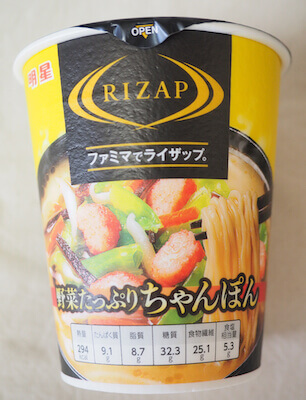 OPEN
明星
RIZAP
ファミマでライザップ。
野菜たっぷりちゃんぽん
熱量 たんぱく質 脂質 糖質 食物繊維 食塩相当量
294 kcal 9.1 g 8.7 g 32.3 g 25.1 g 5.3 g